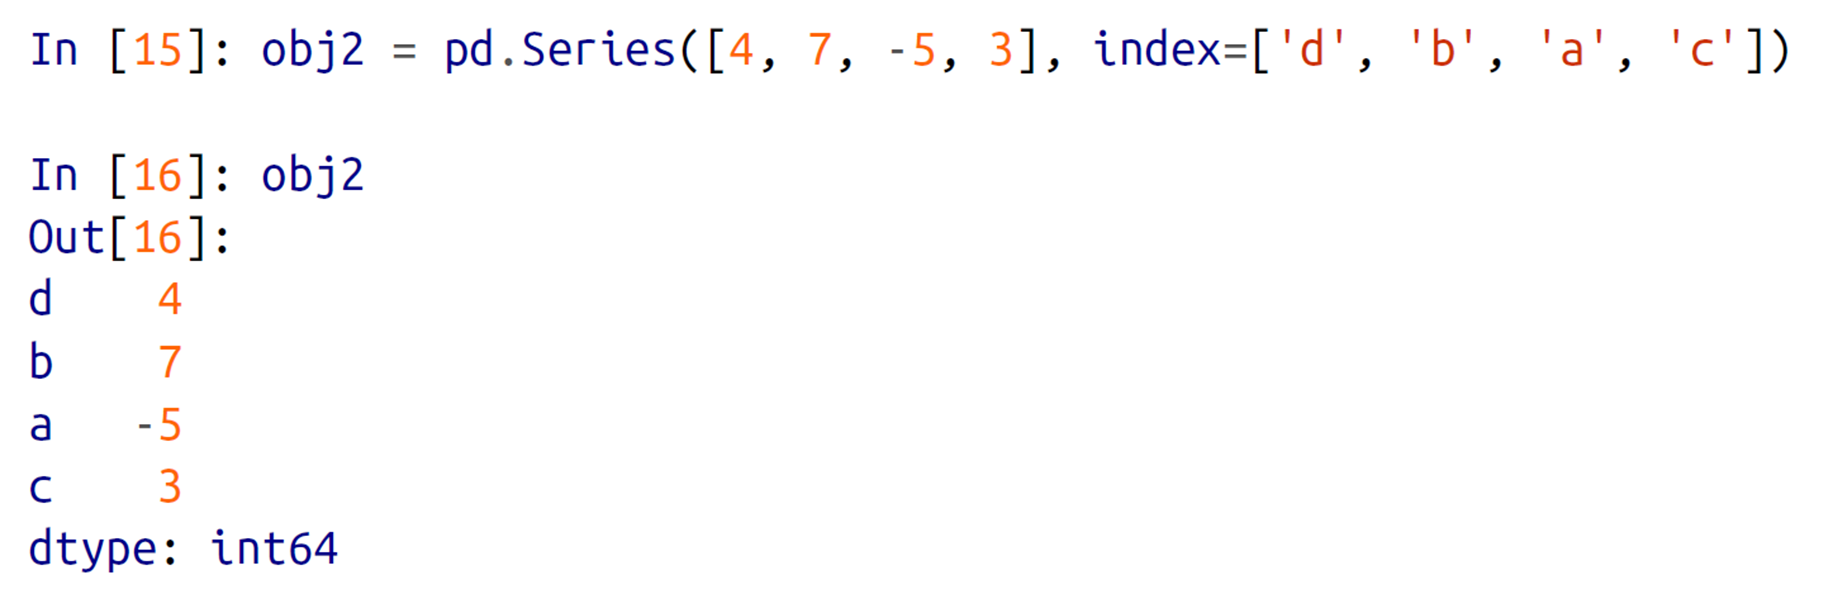 In [15]: obj2 = pd.Series([4, 7, -5, 3], index=['d', 'b', 'a', 'c'])
In [16]: obj2
Out[16]:
d    4
b    7
a   -5
c    3
dtype: int64